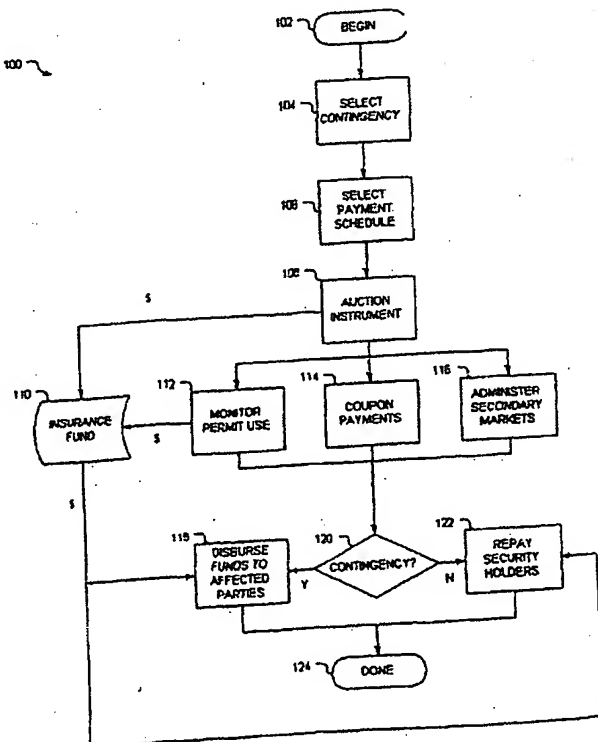 102
BEGIN
100
104
SELECT
CONTINGENCY
106
SELECT
PAYMENT
SCHEDULE
108
$
AUCTION
INSTRUMENT
110
INSURANCE
FUND
112
MONITOR
PERMIT USE
$
114
COUPON
PAYMENTS
116
ADMINISTER
SECONDARY
MARKETS
$
118
DISBURSE
FUNDS TO
AFFECTED
PARTIES
120
CONTINGENCY?
Y
N
122
REPAY
SECURITY
HOLDERS
124
DONE